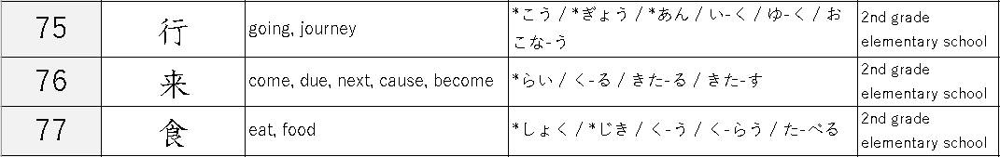 75 行 going, journey *こう / *ぎょう / *あん / い-く / ゆ-く / お
こな-う 2nd grade
elementary school
76 来 come, due, next, cause, become *らい / く-る / きた-る / きた-す 2nd grade
elementary school
77 食 eat, food *しょく / *じき / く-う / く-らう / た-べる 2nd grade
elementary school